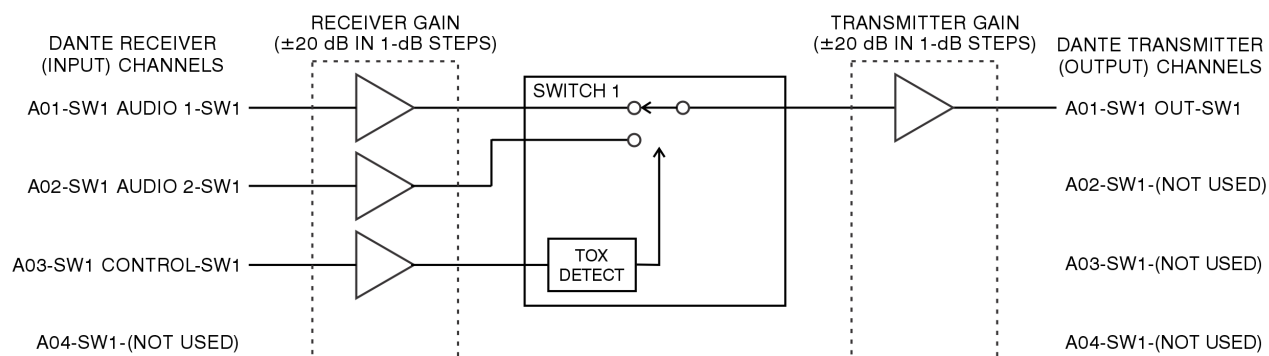 RECEIVER GAIN
(±20 dB IN 1-dB STEPS)
TRANSMITTER GAIN
(±20 dB IN 1-dB STEPS)
DANTE RECEIVER
(INPUT) CHANNELS
DANTE TRANSMITTER
(OUTPUT) CHANNELS
SWITCH 1
A01-SW1 AUDIO 1-SW1
A01-SW1 OUT-SW1
A02-SW1 AUDIO 2-SW1
A02-SW1-(NOT USED)
A03-SW1 CONTROL-SW1
TOX
DETECT
A03-SW1-(NOT USED)
A04-SW1-(NOT USED)
A04-SW1-(NOT USED)